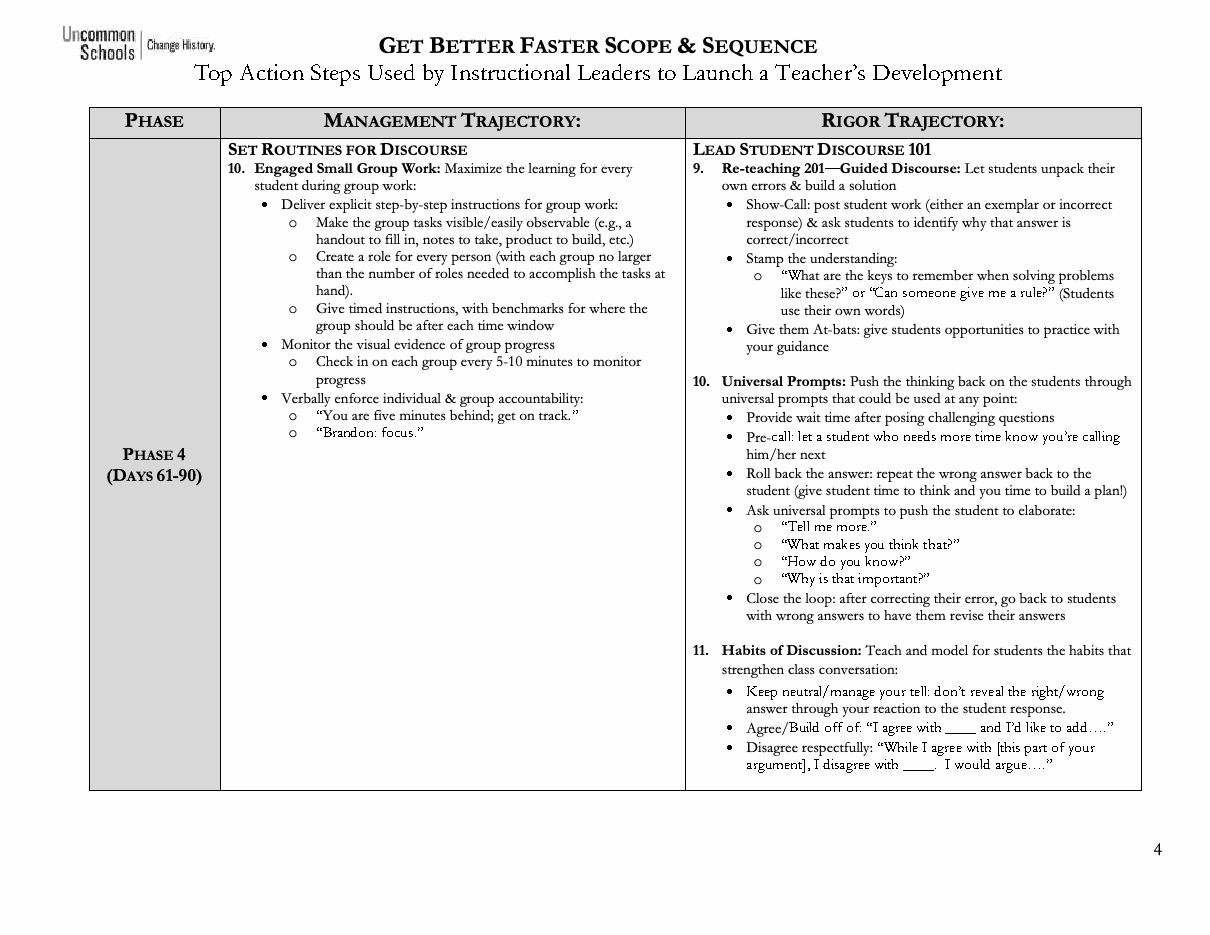 Uncommon
Schools
Change History.
GET BETTER FASTER SCOPE & SEQUENCE
Top Action Steps Used by Instructional Leaders to Launch a Teacher's Development
PHASE
MANAGEMENT TRAJECTORY:
RIGOR TRAJECTORY:
PHASE 4
(DAYS 61-90)
SET ROUTINES FOR DISCOURSE
10. Engaged Small Group Work: Maximize the learning for every
student during group work:
• Deliver explicit step-by-step instructions for group work:
o Make the group tasks visible/easily observable (e.g., a
handout to fill in, notes to take, product to build, etc.)
o Create a role for every person (with each group no larger
than the number of roles needed to accomplish the tasks at
hand).
o Give timed instructions, with benchmarks for where the
group should be after each time window
• Monitor the visual evidence of group progress
o Check in on each group every 5-10 minutes to monitor
progress
• Verbally enforce individual & group accountability:
o “You are five minutes behind; get on track.”
o “Brandon: focus.”
LEAD STUDENT DISCOURSE 101
9. Re-teaching 201—Guided Discourse: Let students unpack their
own errors & build a solution
• Show-Call: post student work (either an exemplar or incorrect
response) & ask students to identify why that answer is
correct/incorrect
• Stamp the understanding:
o “What are the keys to remember when solving problems
like these?” or “Can someone give me a rule?” (Students
use their own words)
• Give them At-bats: give students opportunities to practice with
your guidance
10. Universal Prompts: Push the thinking back on the students through
universal prompts that could be used at any point:
• Provide wait time after posing challenging questions
• Pre-call: let a student who needs more time know you’re calling
him/her next
• Roll back the answer: repeat the wrong answer back to the
student (give student time to think and you time to build a plan!)
• Ask universal prompts to push the student to elaborate:
o “Tell me more.”
o “What makes you think that?”
o “How do you know?”
o “Why is that important?”
• Close the loop: after correcting their error, go back to students
with wrong answers to have them revise their answers
11. Habits of Discussion: Teach and model for students the habits that
strengthen class conversation:
• Keep neutral/manage your tell: don’t reveal the right/wrong
answer through your reaction to the student response.
• Agree/Build off of: “I agree with ____ and I’d like to add….”
• Disagree respectfully: “While I agree with [this part of your
argument], I disagree with ____. I would argue….”
4